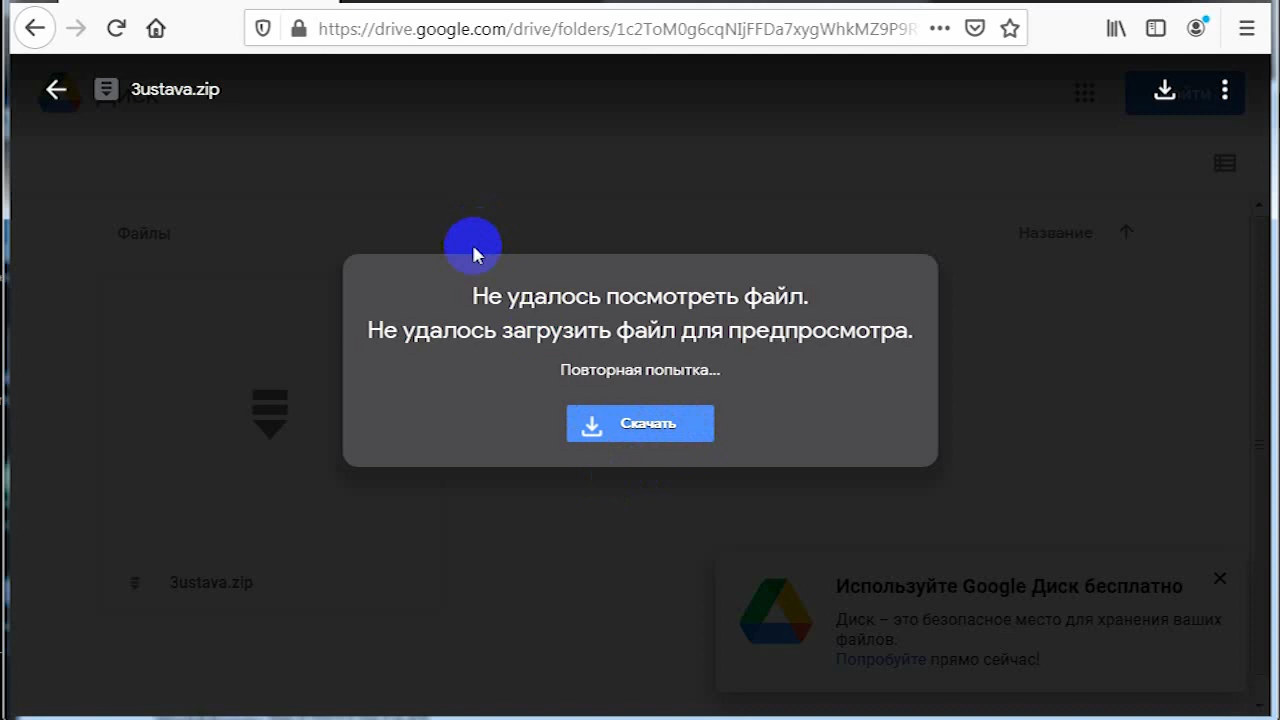 https://drive.google.com/drive/folders/1c2ToM0g6cqNIjFFDa7xygWhkMZ9P9R
3ustava.zip
Диск
Войти
Файлы
Название
Не удалось посмотреть файл.
Не удалось загрузить файл для предпросмотра.
Повторная попытка...
Скачать
3ustava.zip
Используйте Google Диск бесплатно
Диск – это безопасное место для хранения ваших
файлов.
Попробуйте прямо сейчас!